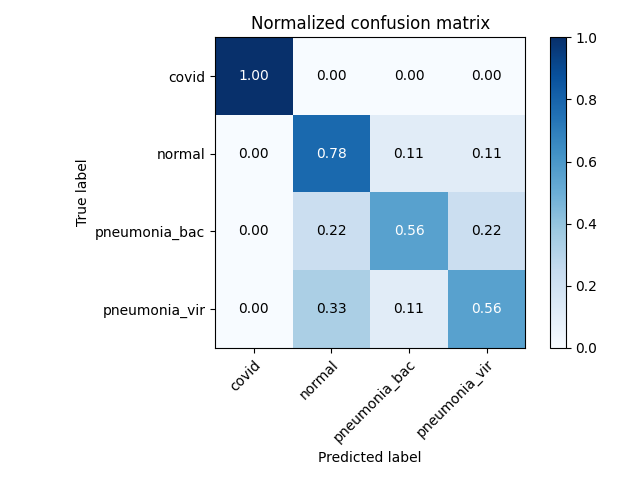 Normalized confusion matrix
True label
covid 1.00 0.00 0.00 0.00
normal 0.00 0.78 0.11 0.11
pneumonia_bac 0.00 0.22 0.56 0.22
pneumonia_vir 0.00 0.33 0.11 0.56
covid normal pneumonia_bac pneumonia_vir
Predicted label
1.0
0.8
0.6
0.4
0.2
0.0